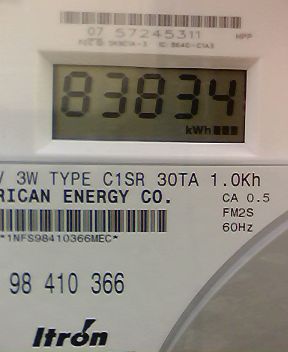 07 57245311
83834
kWh
V 3W TYPE C1SR 30TA 1.0Kh
RICAN ENERGY CO. CA 0.5
FM2S
*1NFS98410366MEC* 60Hz
98 410 366
Itrón